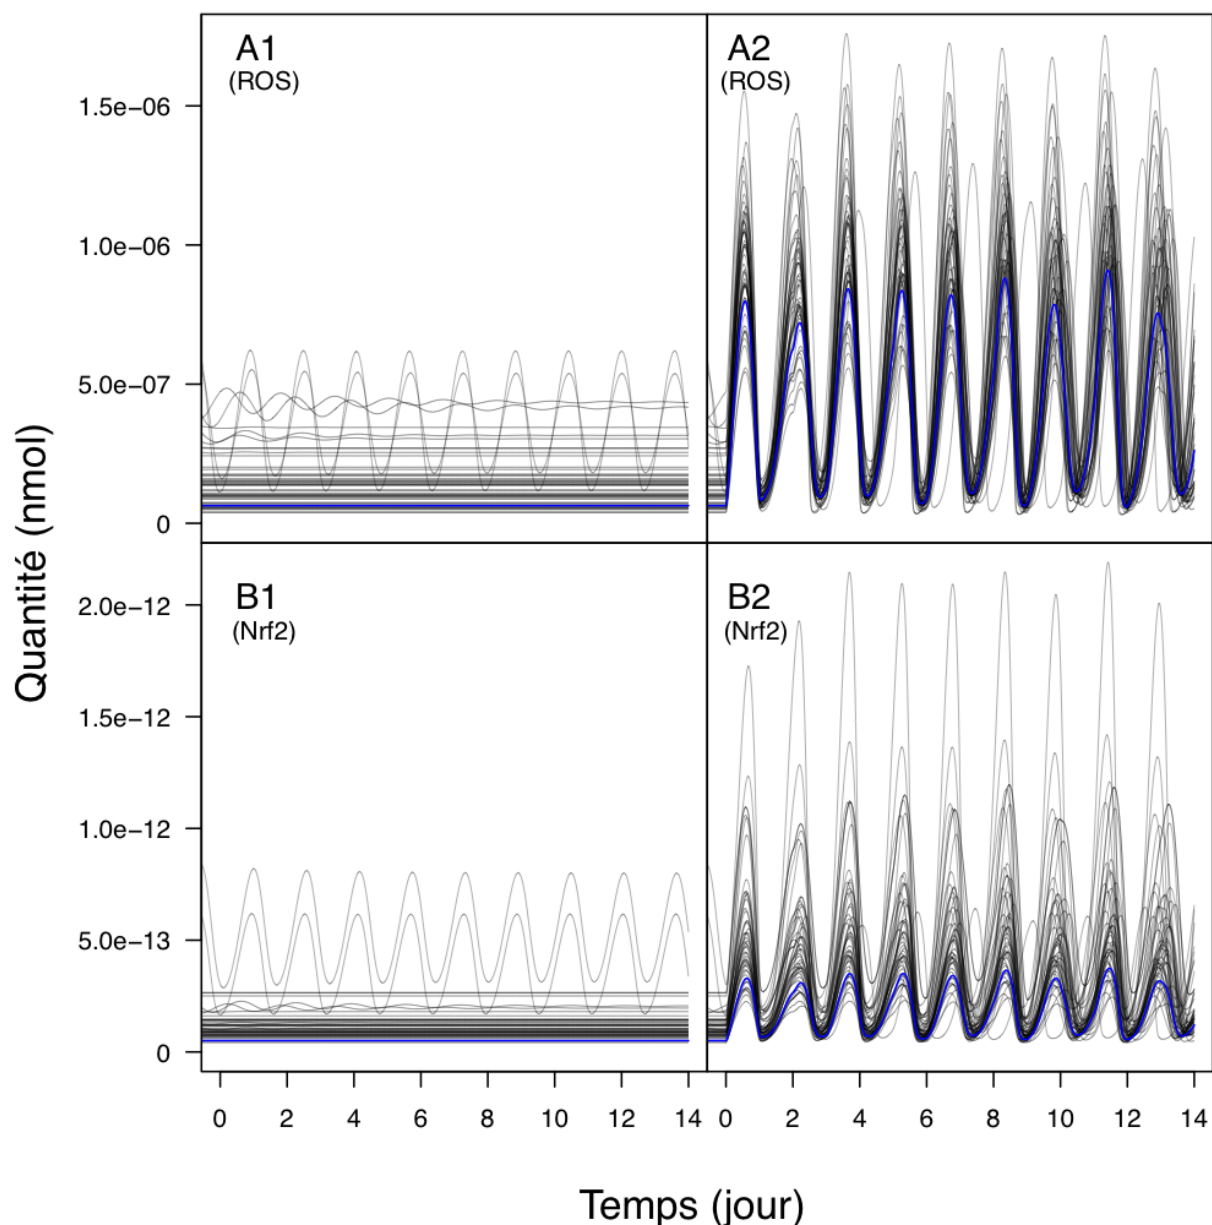 A1
(ROS)
A2
(ROS)
1.5e−06
1.0e−06
5.0e−07
0
B1
(Nrf2)
B2
(Nrf2)
2.0e−12
1.5e−12
1.0e−12
5.0e−13
0
Quantité (nmol)
0 2 4 6 8 10 12 14
0 2 4 6 8 10 12 14
Temps (jour)